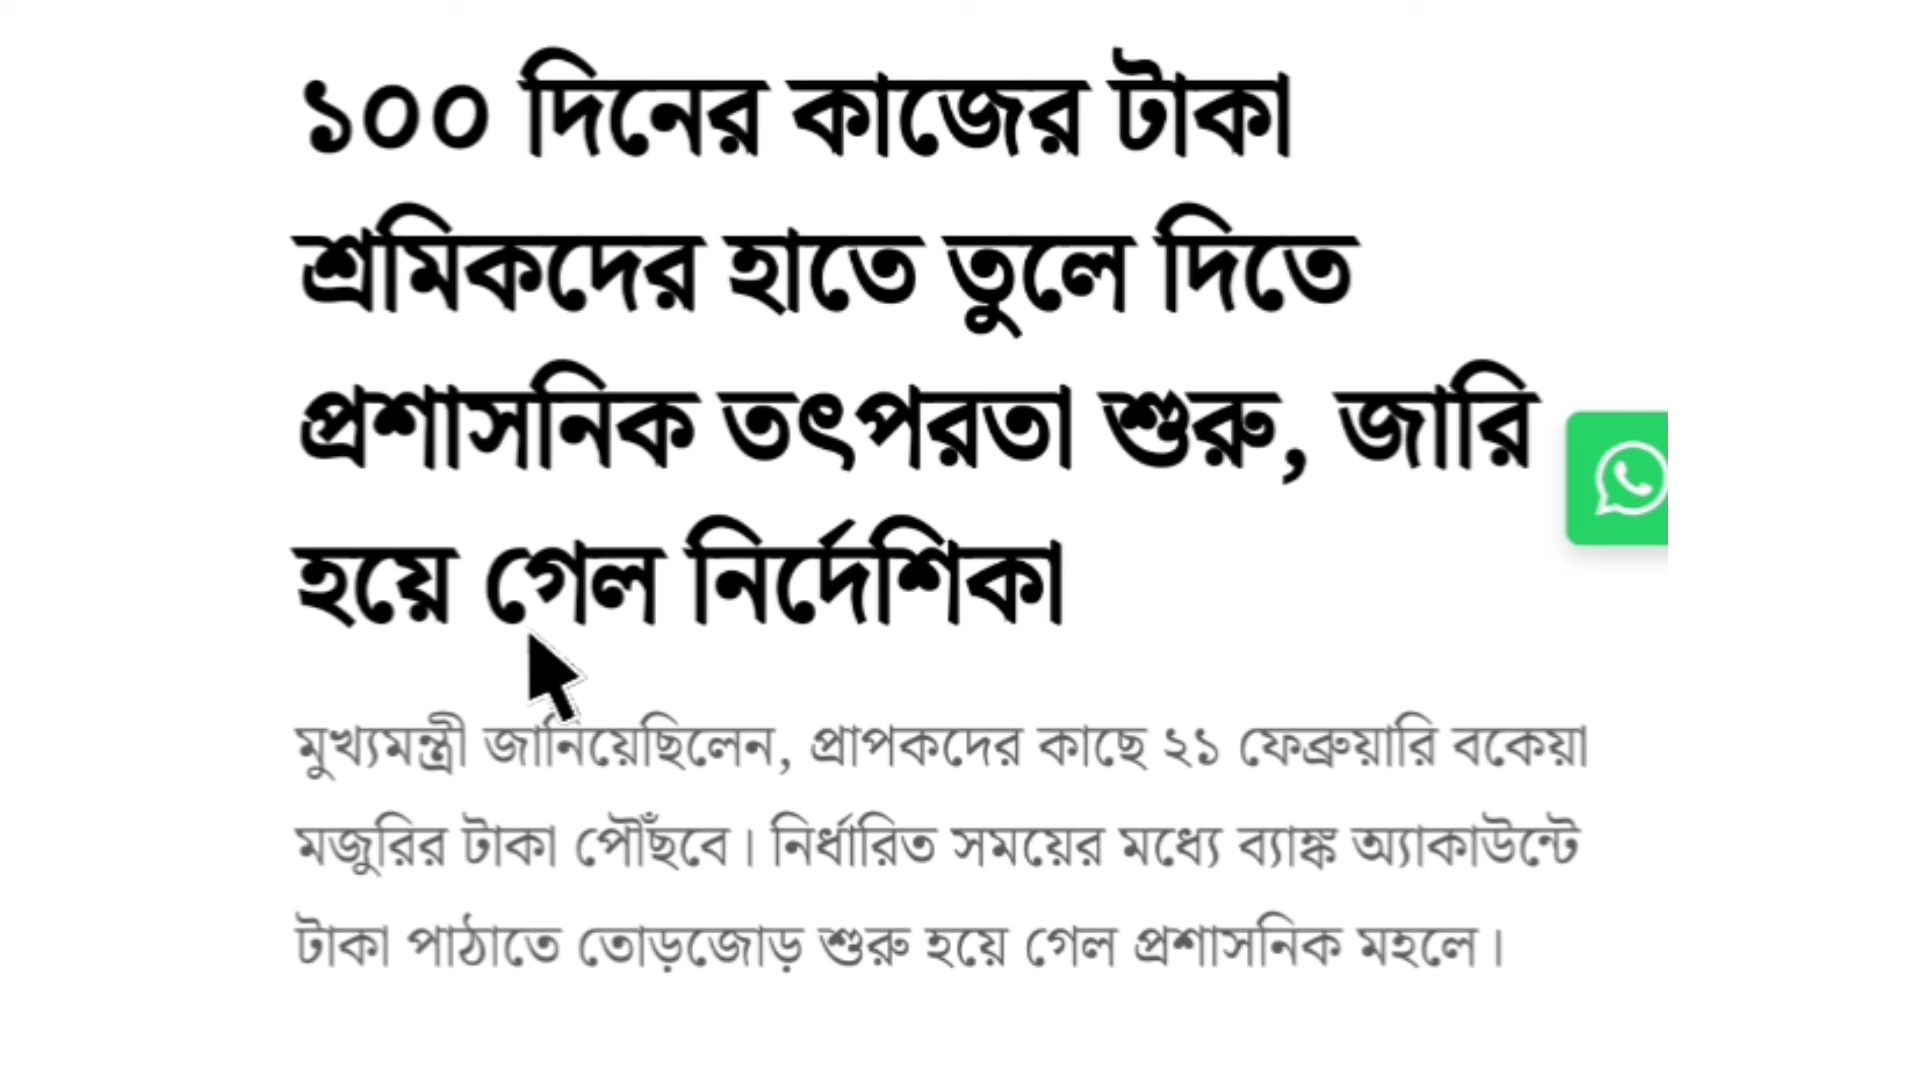 ১০০ দিনের কাজের টাকা
শ্রমিকদের হাতে তুলে দিতে
প্রশাসনিক তৎপরতা শুরু, জারি
হয়ে গেল নির্দেশিকা
মুখ্যমন্ত্রী জানিয়েছিলেন, প্রাপকদের কাছে ২১ ফেব্রুয়ারি বকেয়া
মজুরির টাকা পৌঁছবে। নির্ধারিত সময়ের মধ্যে ব্যাঙ্ক অ্যাকাউন্টে
টাকা পাঠাতে তোড়জোড় শুরু হয়ে গেল প্রশাসনিক মহলে।